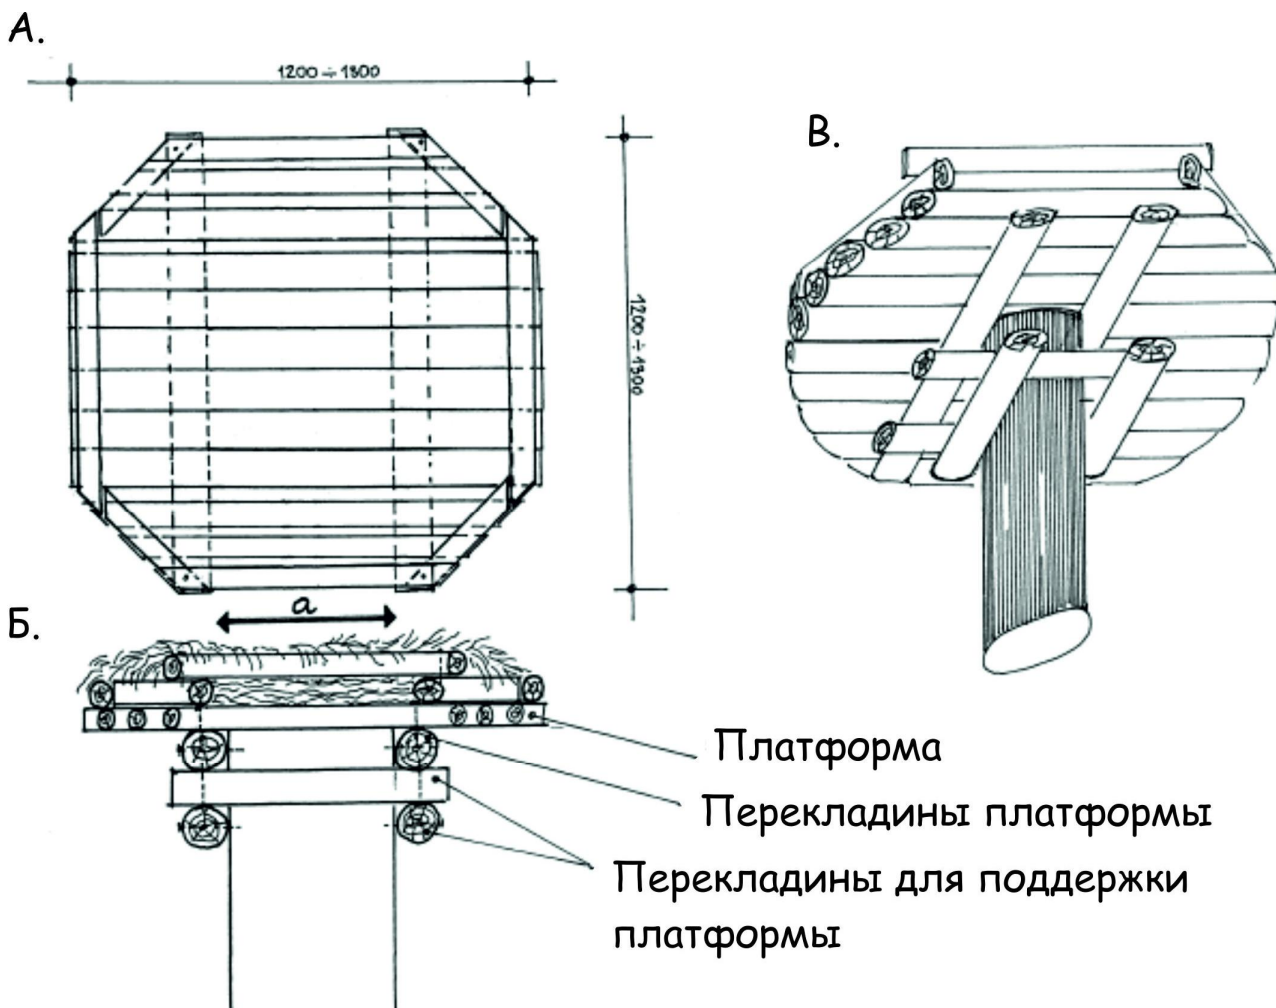 А.
1200÷1300
В.
1200÷1300
a
Б.
Платформа
Перекладины платформы
Перекладины для поддержки
платформы